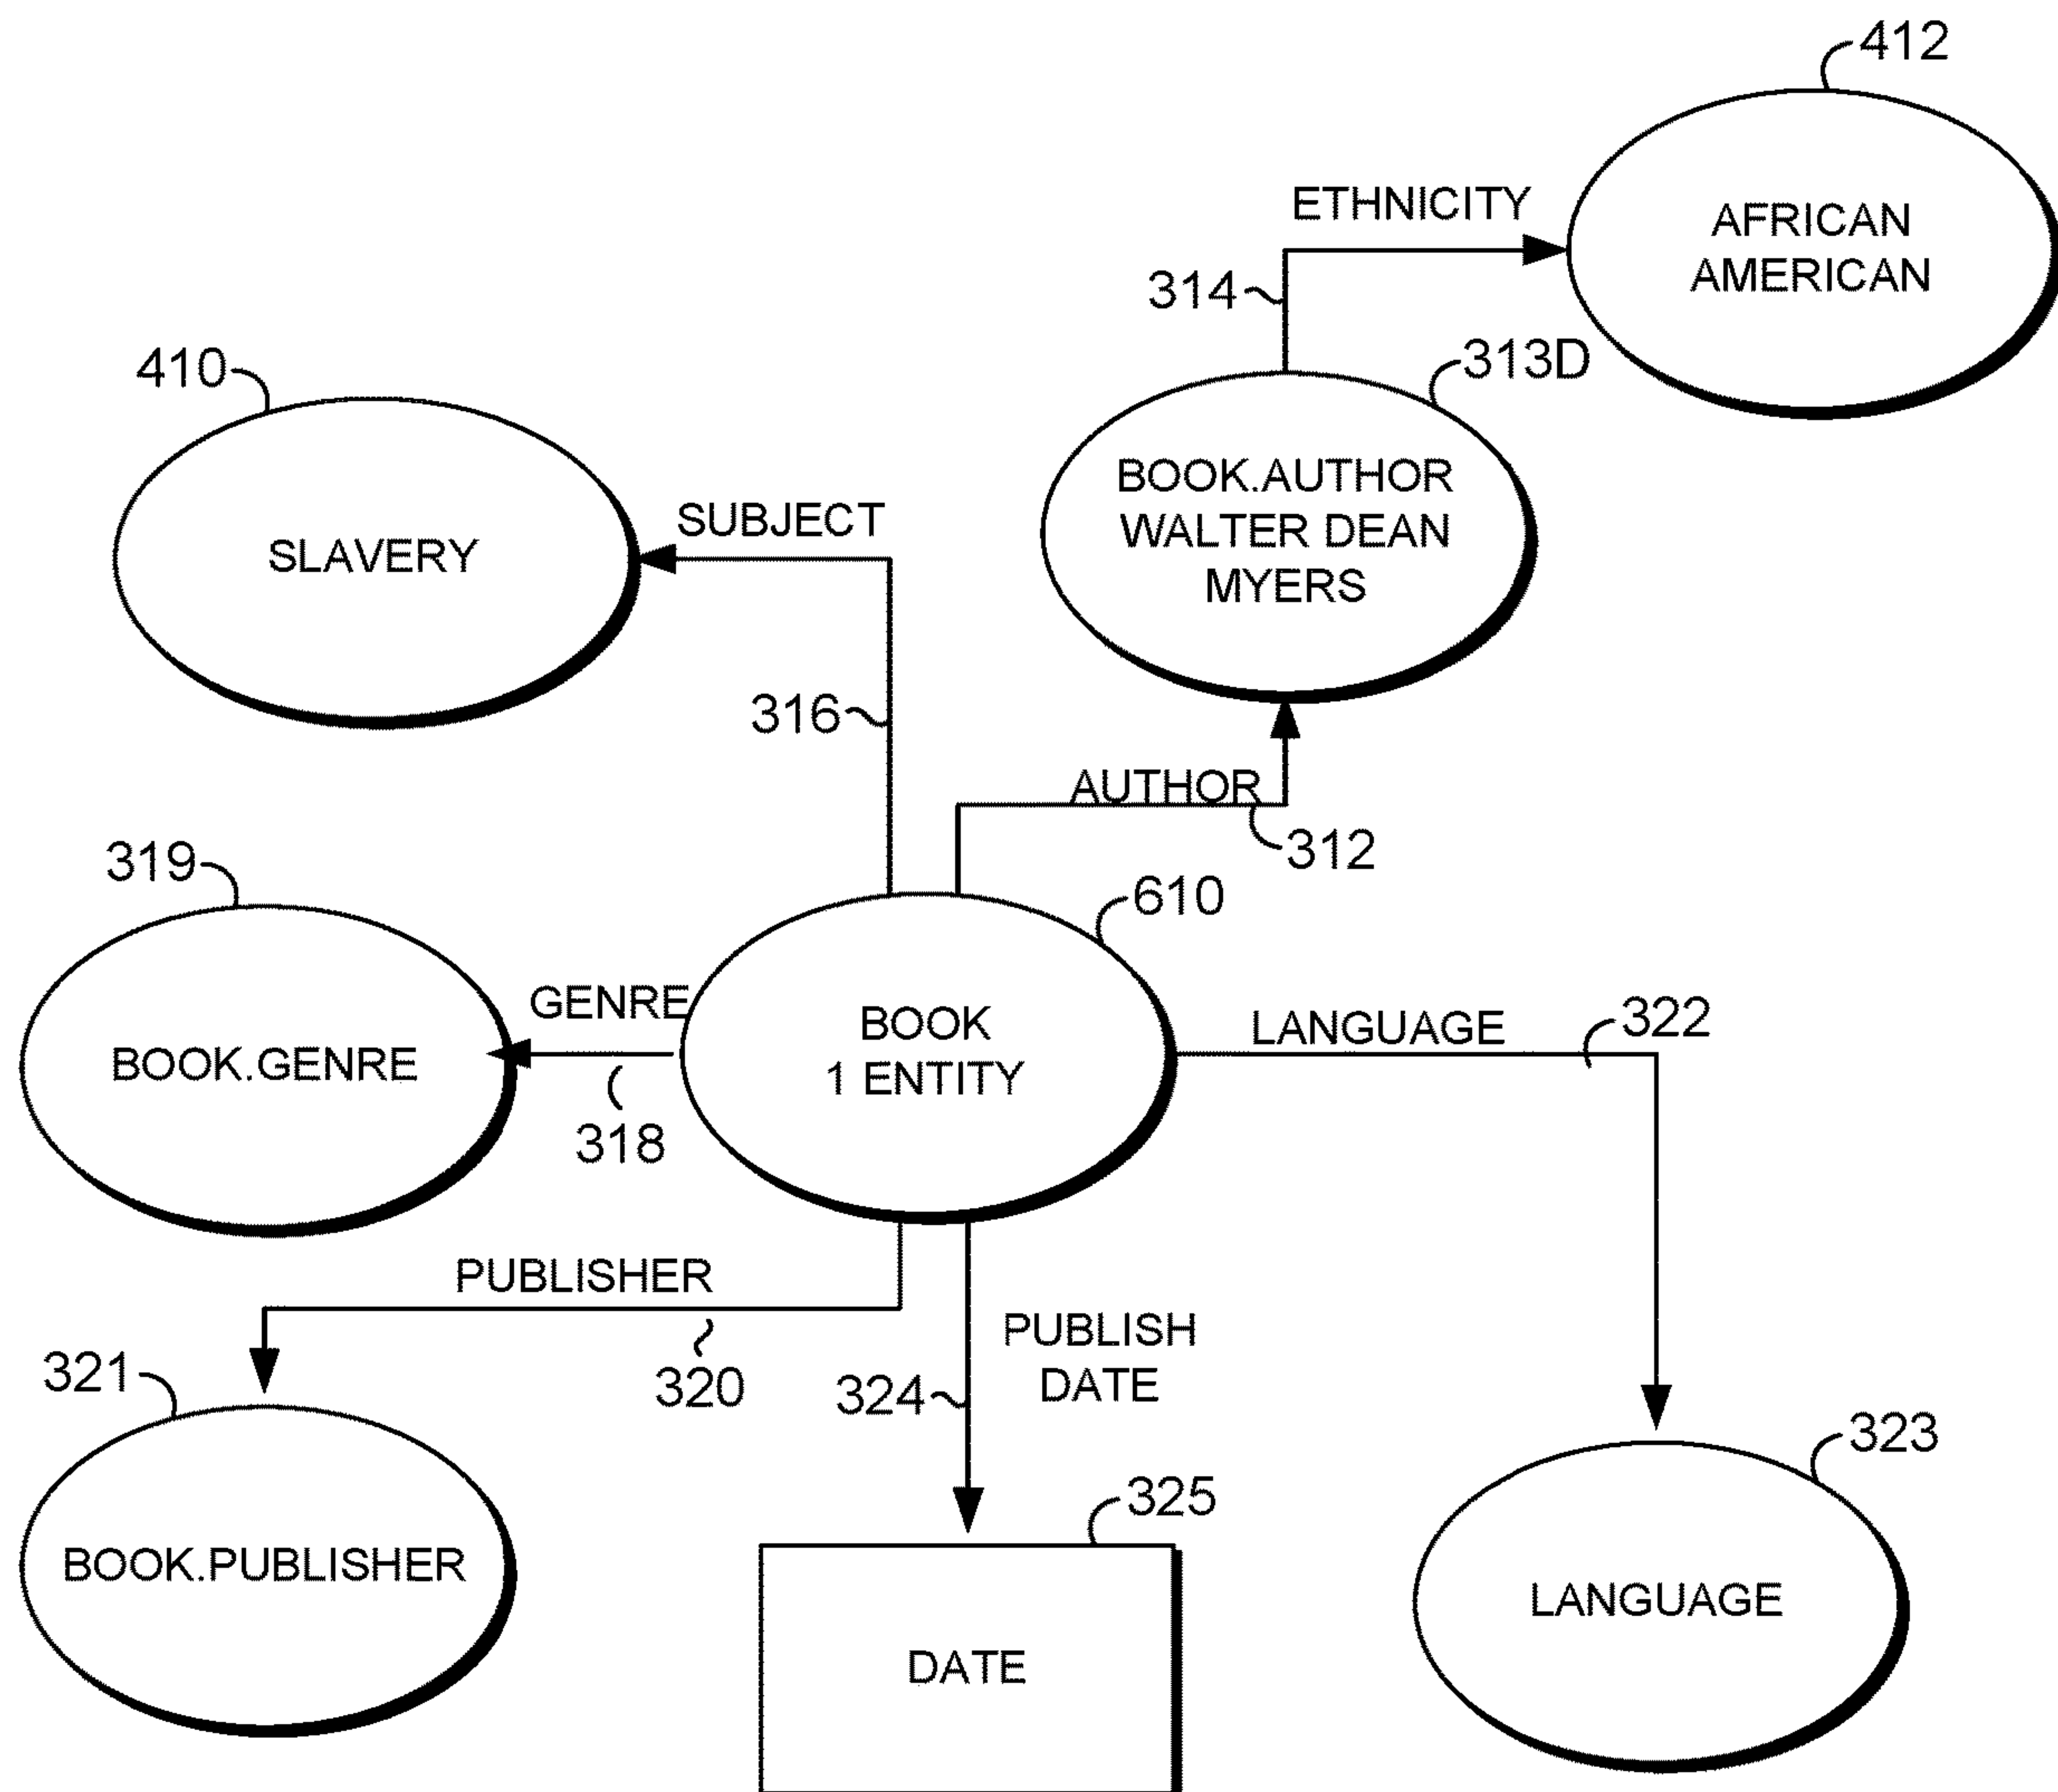 412
ETHNICITY
AFRICAN
AMERICAN
314
313D
410
BOOK.AUTHOR
WALTER DEAN
MYERS
SUBJECT
SLAVERY
316
AUTHOR
312
319
610
GENRE
BOOK
1 ENTITY
LANGUAGE
322
BOOK.GENRE
318
PUBLISHER
PUBLISH
DATE
321
320
324
323
325
BOOK.PUBLISHER
LANGUAGE
DATE